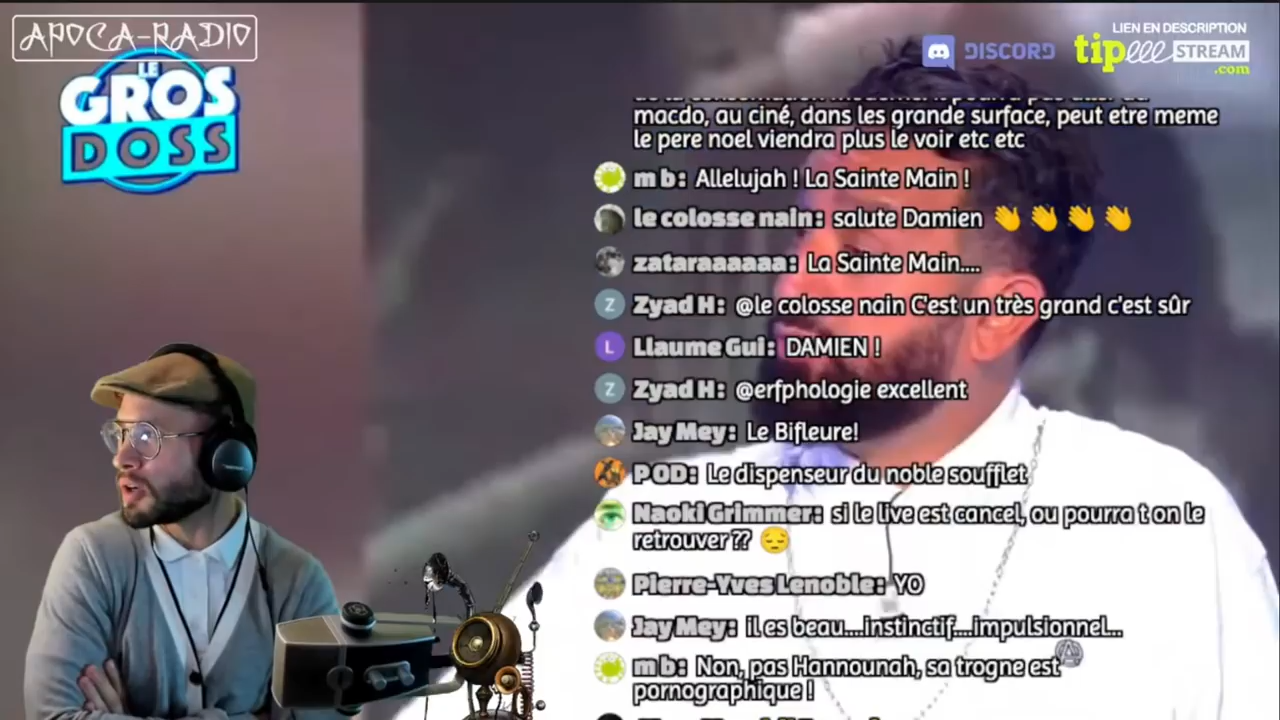 APOCA-RADIO
LE
GROS
DOSS
LIEN EN DESCRIPTION
DISCORD
tipeee STREAM
.com
macdo, au ciné, dans les grande surface, peut etre meme
le pere noel viendra plus le voir etc etc
m b: Allelujah ! La Sainte Main !
le colosse nain: salute Damien 👋 👋 👋 👋
zataraaaaaa: La Sainte Main....
Z Zyad H: @le colosse nain C'est un très grand c'est sûr
L Llaume Gui: DAMIEN !
Z Zyad H: @erfphologie excellent
Jay Mey: Le Bifleure!
POD: Le dispenseur du noble soufflet
Naoki Grimmer: si le live est cancel, ou pourra t on le
retrouver ?? 😔
Pierre-Yves Lenoble: YO
Jay Mey: il es beau....instinctif...impulsionnel...
m b: Non, pas Hannounah, sa trogne est
pornographique !